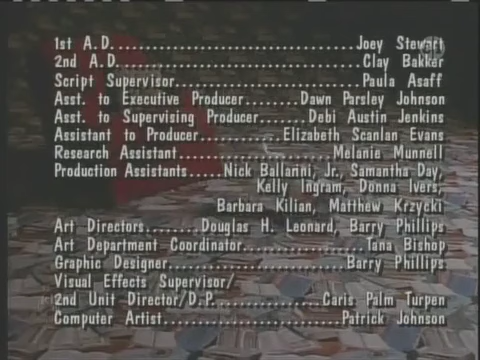 1st A.D...................................Joey Stewart
2nd A.D...................................Clay Bakker
Script Supervisor..........................Paula Asaff
Asst. to Executive Producer........Dawn Parsley Johnson
Asst. to Supervising Producer.......Debi Austin Jenkins
Assistant to Producer............Elizabeth Scanlan Evans
Research Assistant......................Melanie Munnell
Production Assistants.....Nick Ballarini, Jr., Samantha Day,
Kelly Ingram, Donna Ivers,
Barbara Kilian, Matthew Krzycki
Art Directors........Douglas H. Leonard, Barry Phillips
Art Department Coordinator.................Tana Bishop
Graphic Designer.........................Barry Phillips
Visual Effects Supervisor/
2nd Unit Director/D.P................Caris Palm Turpen
Computer Artist.........................Patrick Johnson